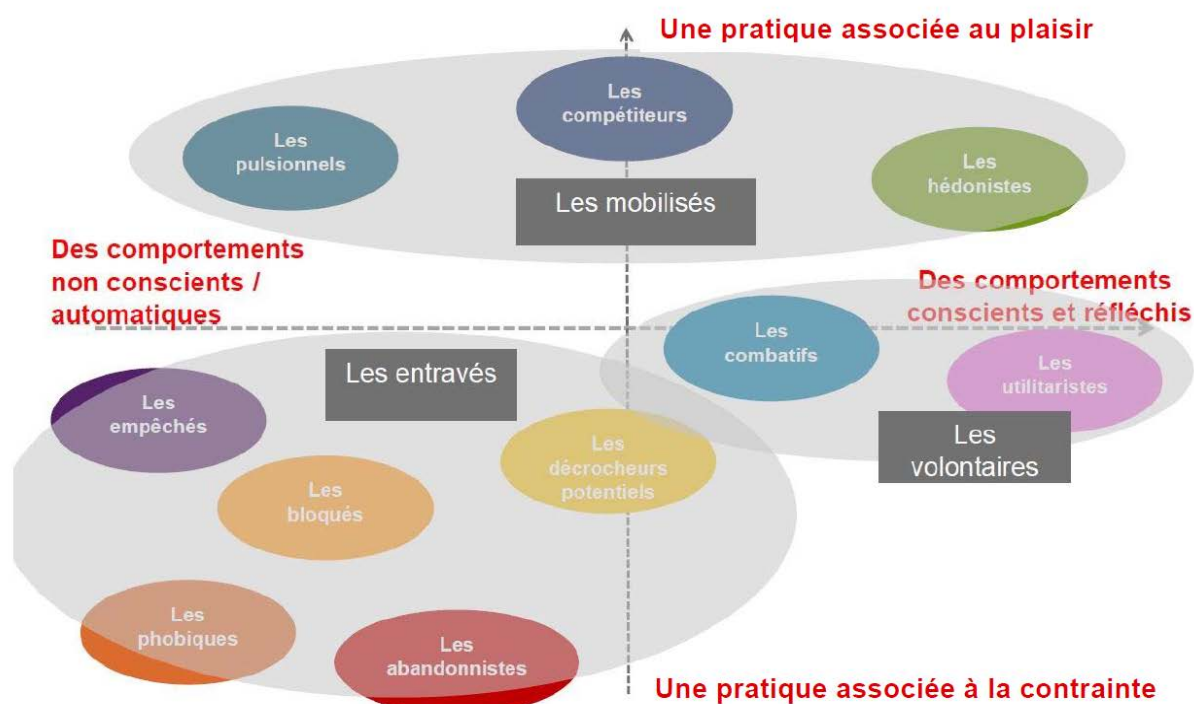 Une pratique associée au plaisir
Les
compétiteurs
Les
pulsionnels
Les
hédonistes
Les mobilisés
Des comportements
non conscients /
automatiques
Des comportements
conscients et réfléchis
Les
combatifs
Les
utilitaristes
Les entravés
Les
empêchés
Les
décrocheurs
potentiels
Les
volontaires
Les
bloqués
Les
phobiques
Les
abandonnistes
Une pratique associée à la contrainte